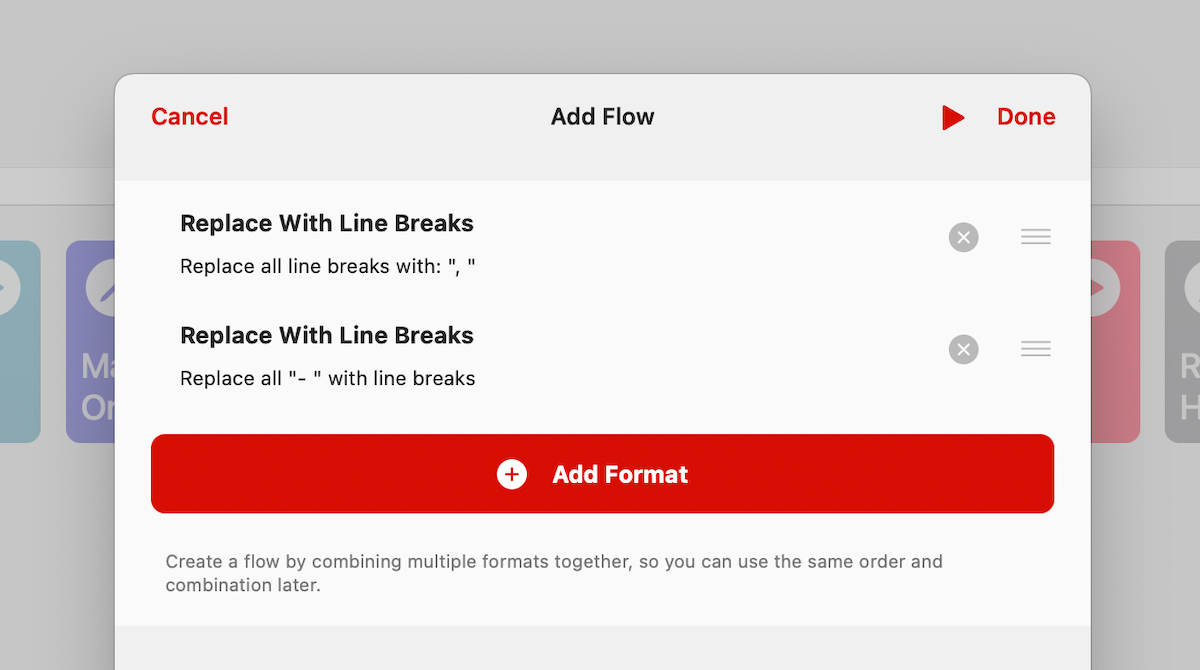 Cancel
Add Flow
Done
Replace With Line Breaks
Replace all line breaks with: ", "
Replace With Line Breaks
Replace all "- " with line breaks
Add Format
Create a flow by combining multiple formats together, so you can use the same order and
combination later.